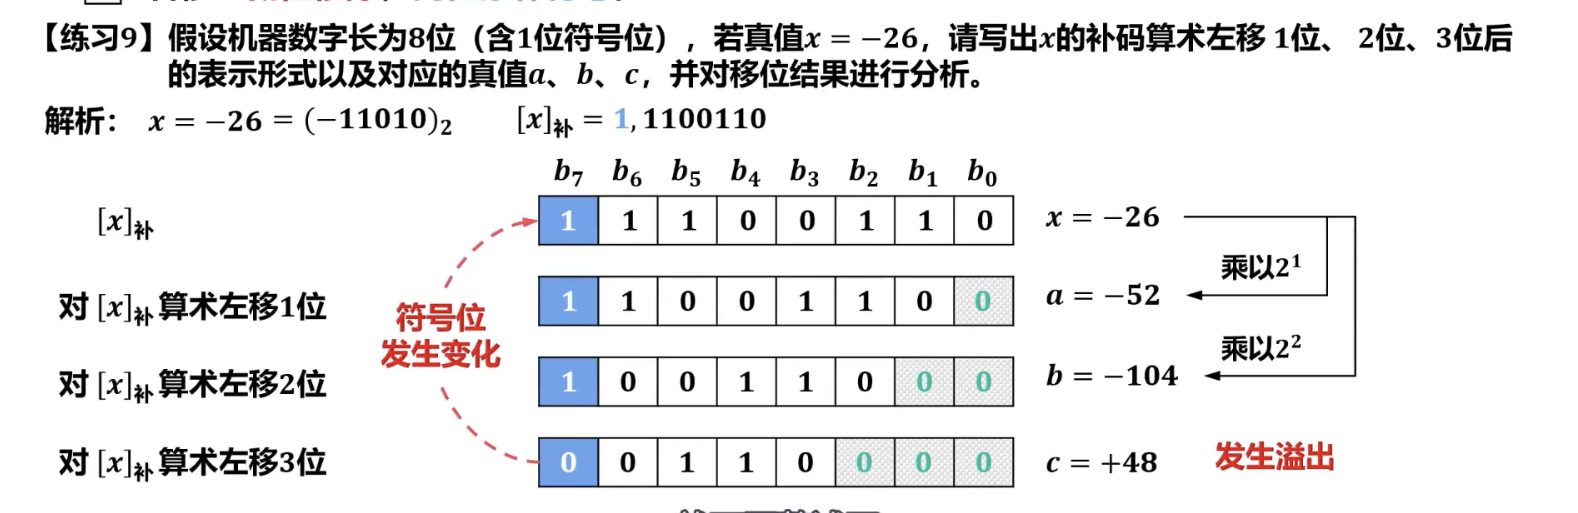 【练习9】假设机器数字长为8位（含1位符号位），若真值x = −26，请写出x的补码算术左移 1位、 2位、3位后
的表示形式以及对应的真值a、b、c，并对移位结果进行分析。
解析： x = −26 = (−11010)₂ [x]补 = 1, 1100110
b₇ b₆ b₅ b₄ b₃ b₂ b₁ b₀
[x]补 1 1 1 0 0 1 1 0 x = −26
乘以2¹
对 [x]补 算术左移1位 1 1 0 0 1 1 0 0 a = −52
符号位
发生变化
乘以2²
对 [x]补 算术左移2位 1 0 0 1 1 0 0 0 b = −104
对 [x]补 算术左移3位 0 0 1 1 0 0 0 0 c = +48 发生溢出